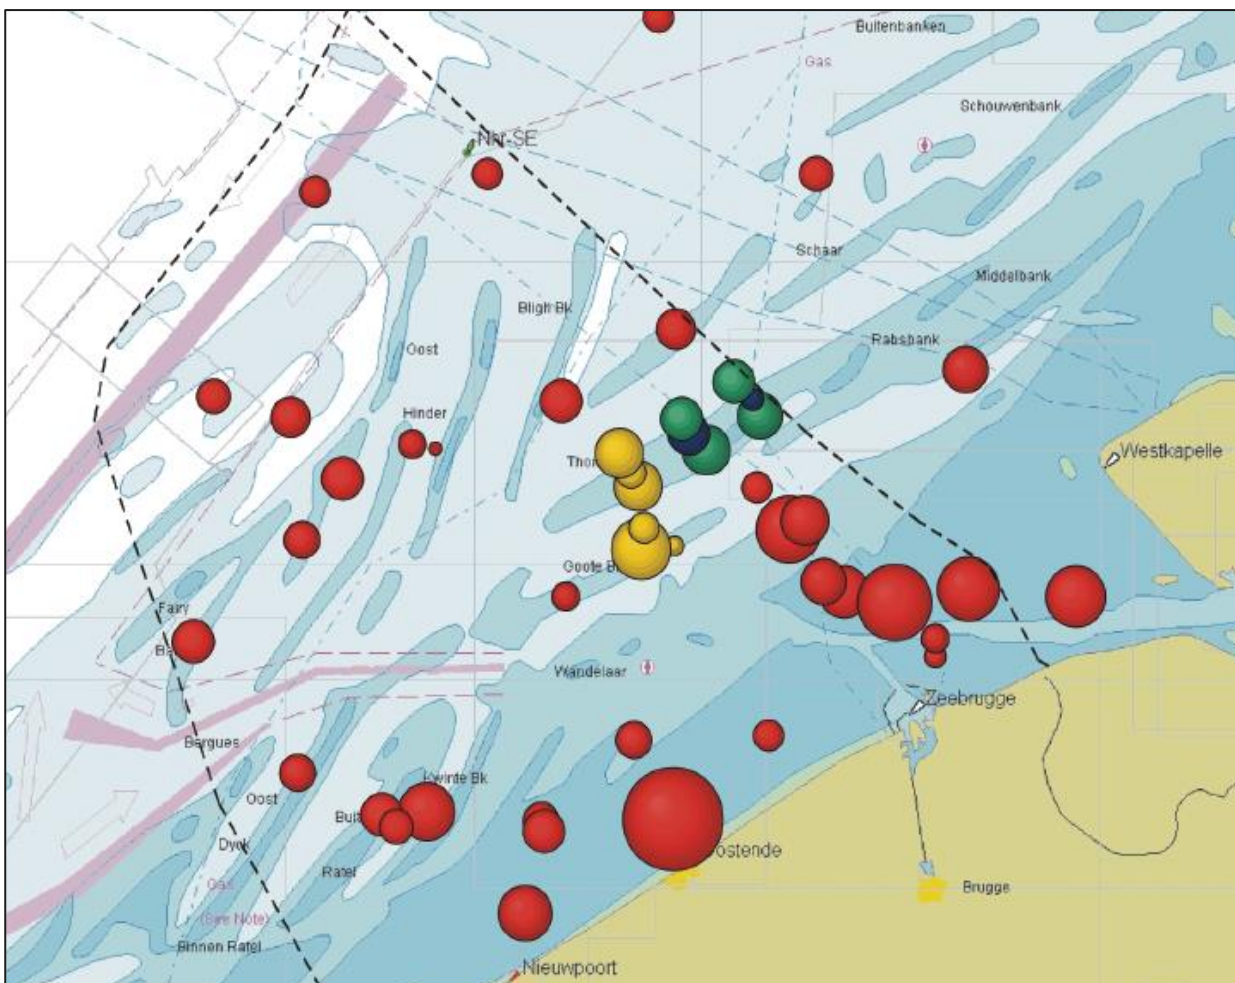 Buitenbanken
Gas
Schouwenbank
Nhr-SE
Schaar
Middelbank
Bligh Bk
Rabsbank
Oost
Hinder
Westkapelle
Goote
Fairy
Wandelaar
Zeebrugge
Bergues
Kwinte Bk
Oost
Dyck
Oostende
Ratel
Gas
Brugge
(See Note)
Binnen Ratel
Nieuwpoort